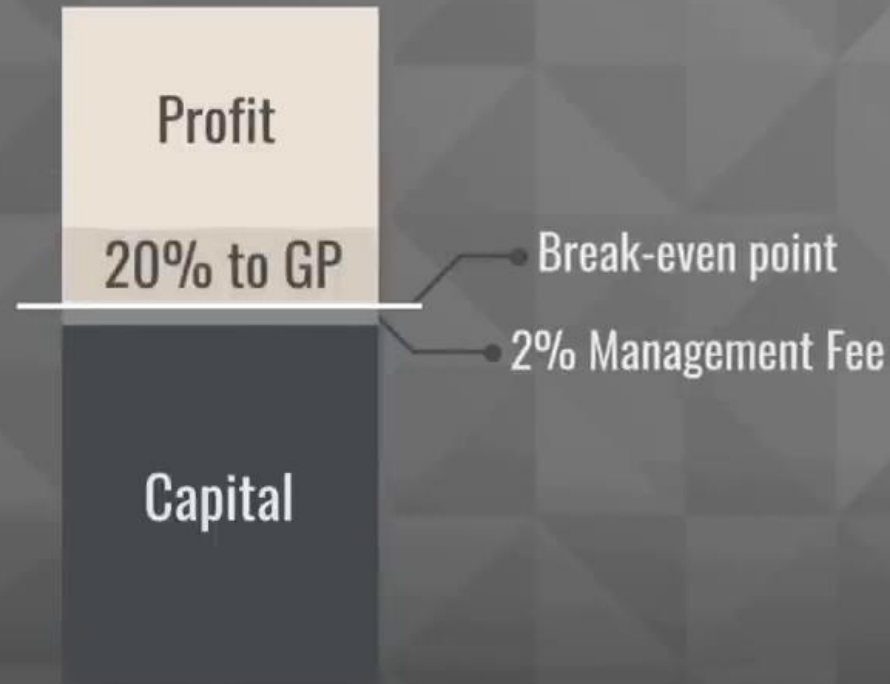 Profit
20% to GP
Break-even point
2% Management Fee
Capital